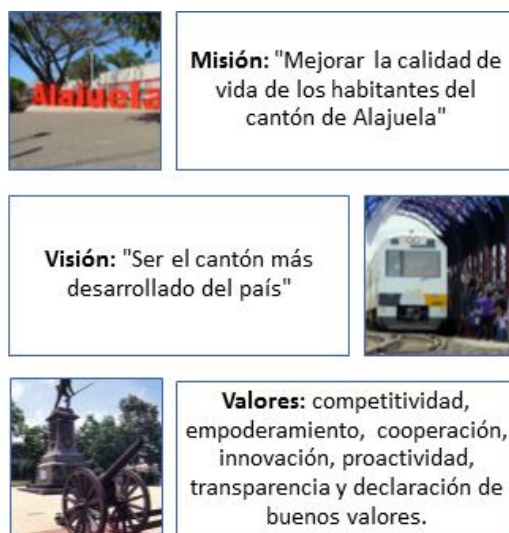 Alajuela
Misión: "Mejorar la calidad de
vida de los habitantes del
cantón de Alajuela"
Visión: "Ser el cantón más
desarrollado del país"
Valores: competitividad,
empoderamiento, cooperación,
innovación, proactividad,
transparencia y declaración de
buenos valores.